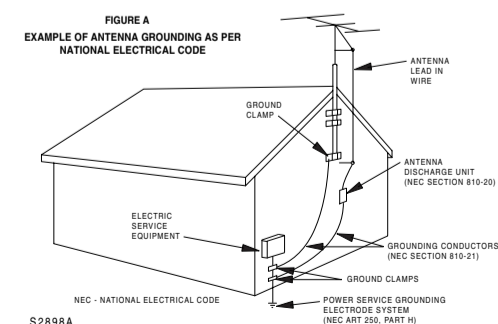 FIGURE A
EXAMPLE OF ANTENNA GROUNDING AS PER
NATIONAL ELECTRICAL CODE
ANTENNA
LEAD IN
WIRE
GROUND
CLAMP
ANTENNA
DISCHARGE UNIT
(NEC SECTION 810-20)
ELECTRIC
SERVICE
EQUIPMENT
GROUNDING CONDUCTORS
(NEC SECTION 810-21)
GROUND CLAMPS
NEC - NATIONAL ELECTRICAL CODE
POWER SERVICE GROUNDING
ELECTRODE SYSTEM
(NEC ART 250, PART H)
S2898A